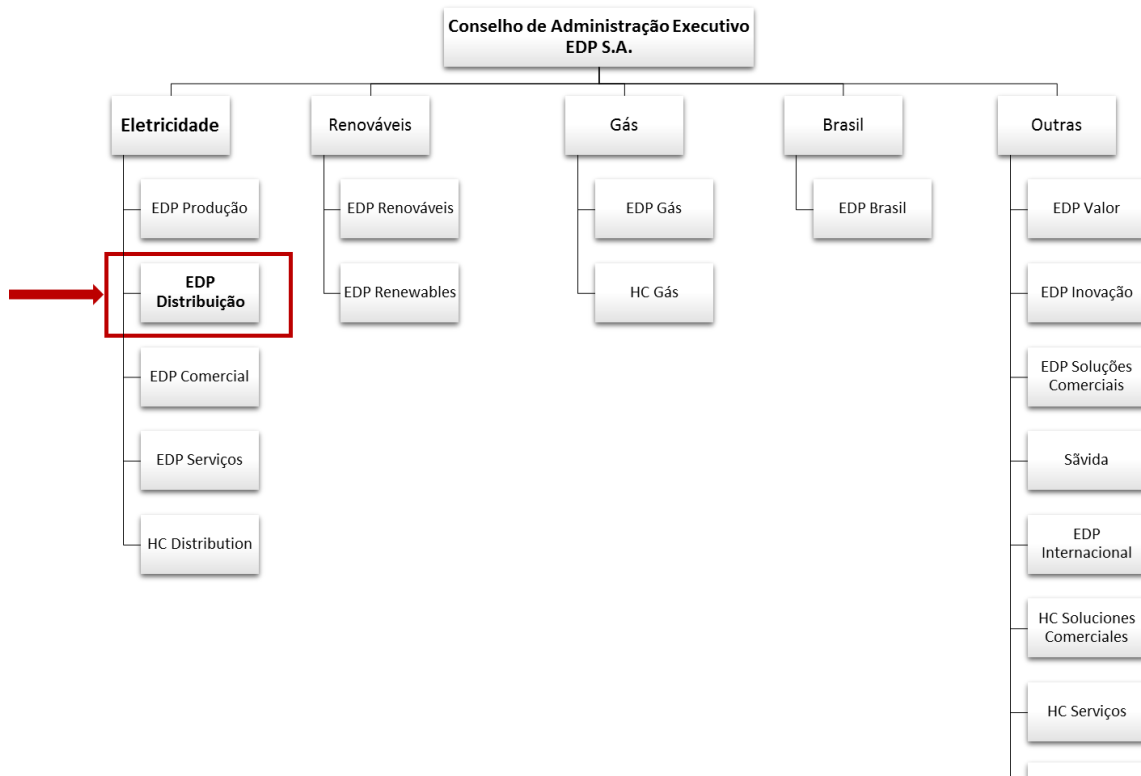 Conselho de Administração Executivo
EDP S.A.
Eletricidade
Renováveis
Gás
Brasil
Outras
EDP Produção
EDP Renováveis
EDP Gás
EDP Brasil
EDP Valor
EDP
Distribuição
EDP Renewables
HC Gás
EDP Inovação
EDP Comercial
EDP Soluções
Comerciais
EDP Serviços
Sãvida
HC Distribution
EDP
Internacional
HC Soluciones
Comerciales
HC Serviços